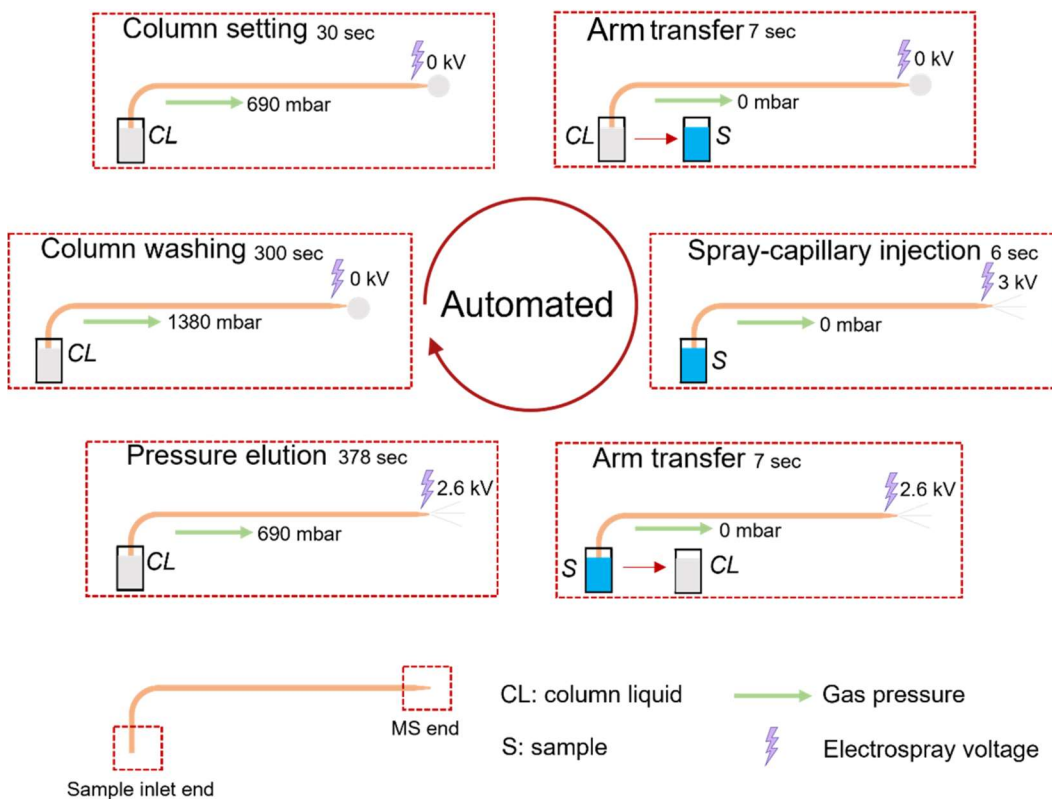 Column setting 30 sec
0 kV
690 mbar
CL
Arm transfer 7 sec
0 kV
0 mbar
CL
S
Column washing 300 sec
0 kV
1380 mbar
CL
Automated
Spray-capillary injection 6 sec
3 kV
0 mbar
S
Pressure elution 378 sec
2.6 kV
690 mbar
CL
Arm transfer 7 sec
2.6 kV
0 mbar
S
CL
MS end
Sample inlet end
CL: column liquid
Gas pressure
S: sample
Electrospray voltage